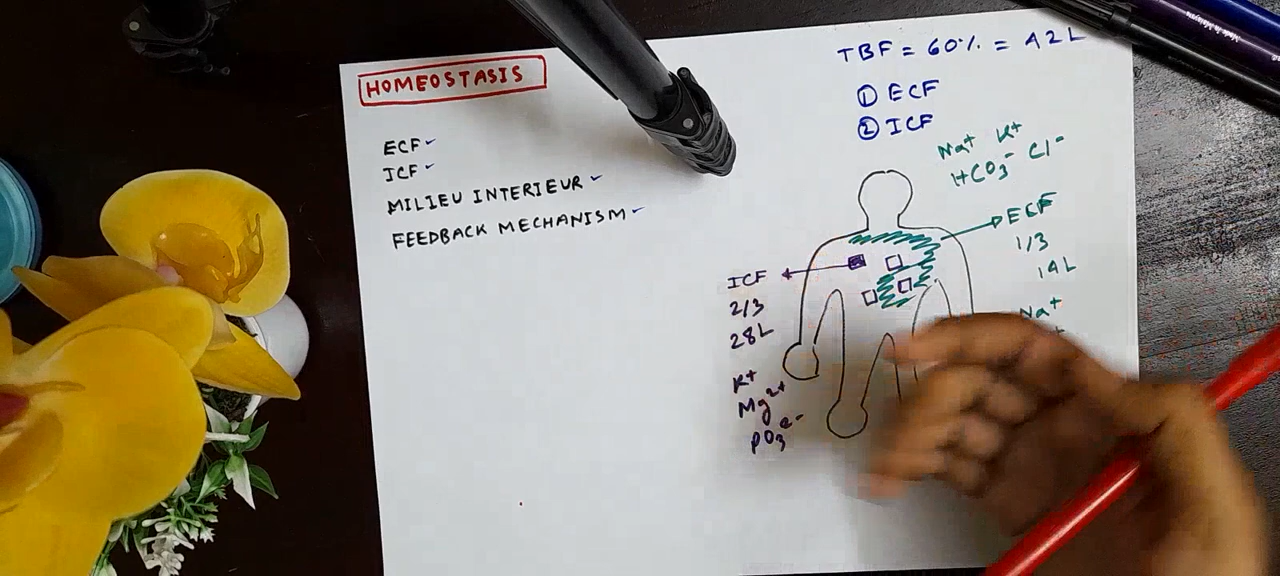 HOMEOSTASIS
ECF
ICF
MILIEU INTERIEUR
FEEDBACK MECHANISM
TBF = 60% = 42L
① ECF
② ICF
Na+ K+
HCO3- Cl-
ECF
1/3
14L
Na+
ICF
2/3
28L
K+
Mg2+
PO3